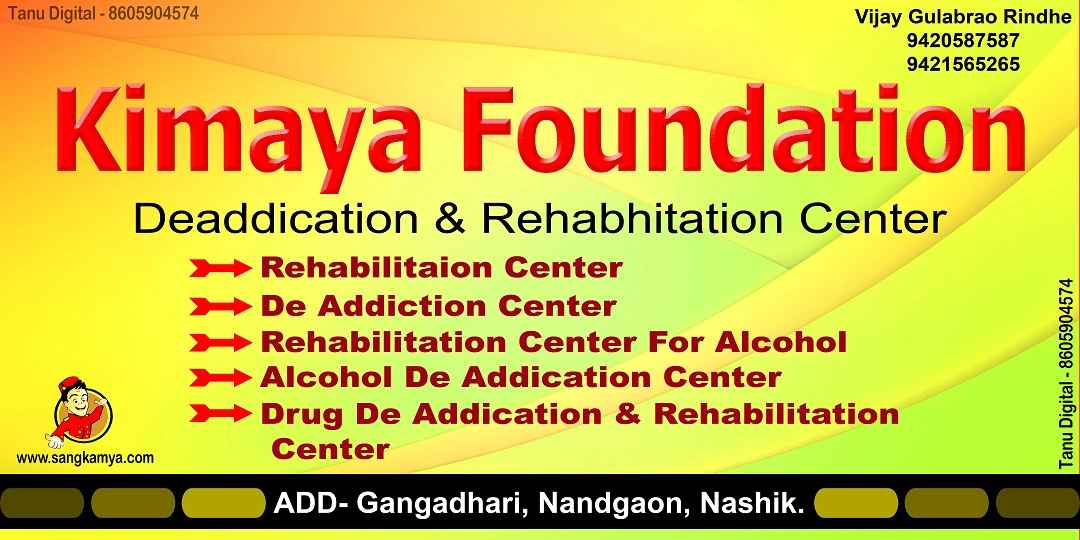 Tanu Digital - 8605904574
Vijay Gulabrao Rindhe
9420587587
9421565265
Kimaya Foundation
Deaddication & Rehabhitation Center
Rehabilitaion Center
De Addiction Center
Rehabilitation Center For Alcohol
Alcohol De Addication Center
Drug De Addication & Rehabilitation
Center
www.sangkamya.com
Tanu Digital - 8605904574
ADD- Gangadhari, Nandgaon, Nashik.